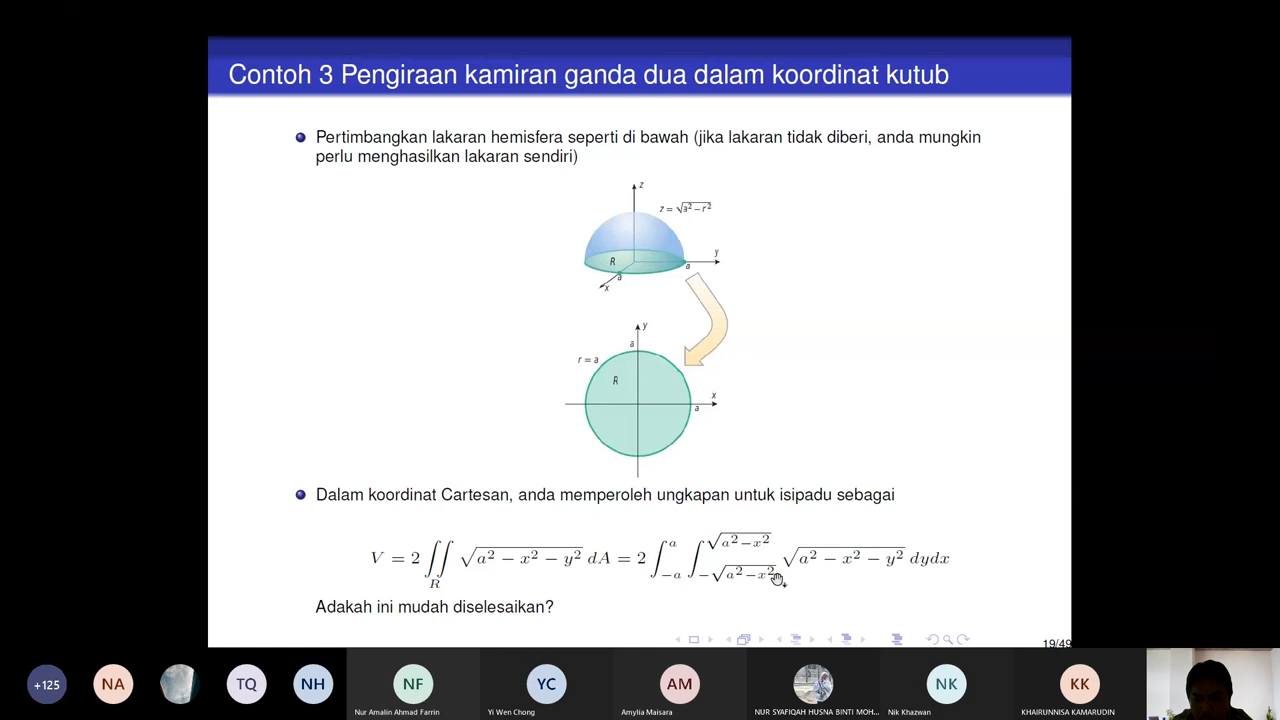 Contoh 3 Pengiraan kamiran ganda dua dalam koordinat kutub
Pertimbangkan lakaran hemisfera seperti di bawah (jika lakaran tidak diberi, anda mungkin
perlu menghasilkan lakaran sendiri)
z
z = √a² − r²
R
y
a
a
x
y
a
r = a
R
x
a
Dalam koordinat Cartesan, anda memperoleh ungkapan untuk isipadu sebagai
V = 2 ∬_R √(a² − x² − y²) dA = 2 ∫_{−a}^{a} ∫_{−√(a²−x²)}^{√(a²−x²)} √(a² − x² − y²) dydx
Adakah ini mudah diselesaikan?
19/49
+125
NA
TQ
NH
NF
YC
AM
NK
KK
Nur Amalin Ahmad Farrin
Yi Wen Chong
Amylia Maisara
NUR SYAFIQAH HUSNA BINTI MOH...
Nik Khazwan
KHAIRUNNISA KAMARUDIN